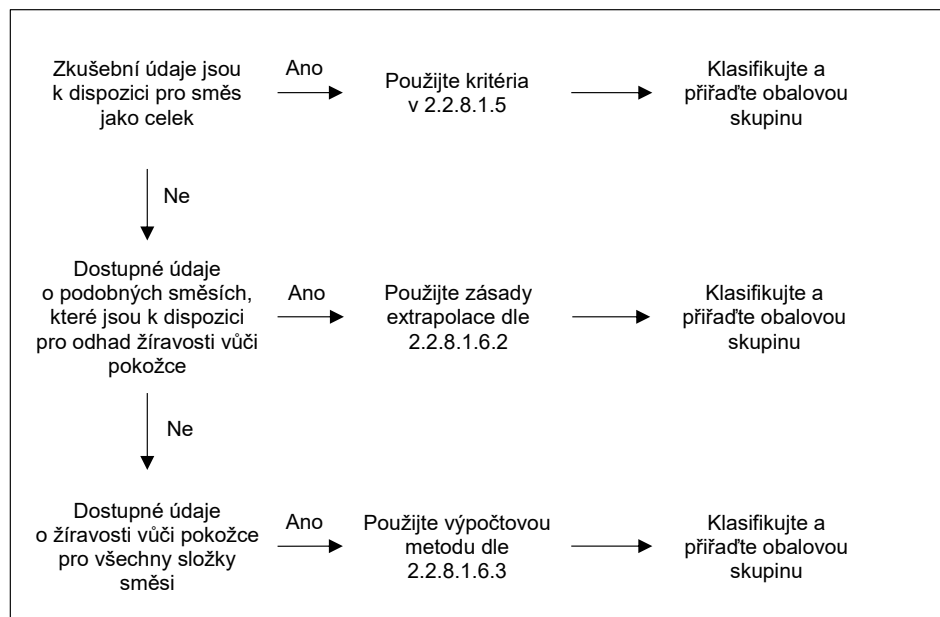 Zkušební údaje jsou
k dispozici pro směs
jako celek
Ano
Použijte kritéria
v 2.2.8.1.5
Klasifikujte a
přiřaďte obalovou
skupinu
Ne
Dostupné údaje
o podobných směsích,
které jsou k dispozici
pro odhad žíravosti vůči
pokožce
Ano
Použijte zásady
extrapolace dle
2.2.8.1.6.2
Klasifikujte a
přiřaďte obalovou
skupinu
Ne
Dostupné údaje
o žíravosti vůči pokožce
pro všechny složky
směsi
Ano
Použijte výpočtovou
metodu dle
2.2.8.1.6.3
Klasifikujte a
přiřaďte obalovou
skupinu